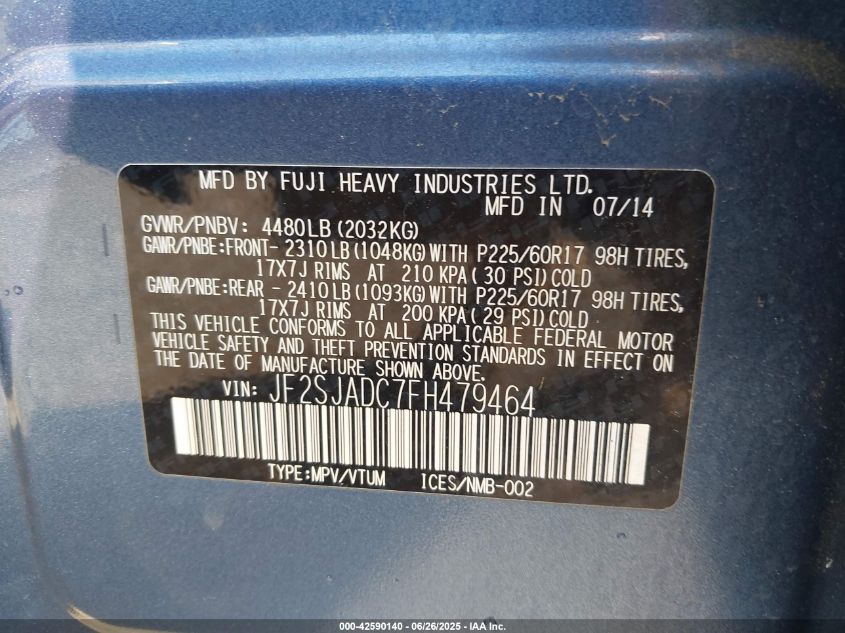 MFD BY FUJI HEAVY INDUSTRIES LTD.
MFD IN 07/14
GVWR/PNBV: 4480LB (2032KG)
GAWR/PNBE:FRONT- 2310LB (1048KG) WITH P225/60R17 98H TIRES,
17X7J RIMS AT 210 KPA (30 PSI) COLD
GAWR/PNBE:REAR - 2410LB (1093KG) WITH P225/60R17 98H TIRES,
17X7J RIMS AT 200 KPA (29 PSI) COLD
THIS VEHICLE CONFORMS TO ALL APPLICABLE FEDERAL MOTOR
VEHICLE SAFETY AND THEFT PREVENTION STANDARDS IN EFFECT ON
THE DATE OF MANUFACTURE SHOWN ABOVE.
VIN: JF2SJADC7FH479464
TYPE:MPV/VTUM ICES/NMB-002
000-42590140 - 06/26/2025 - IAA Inc.